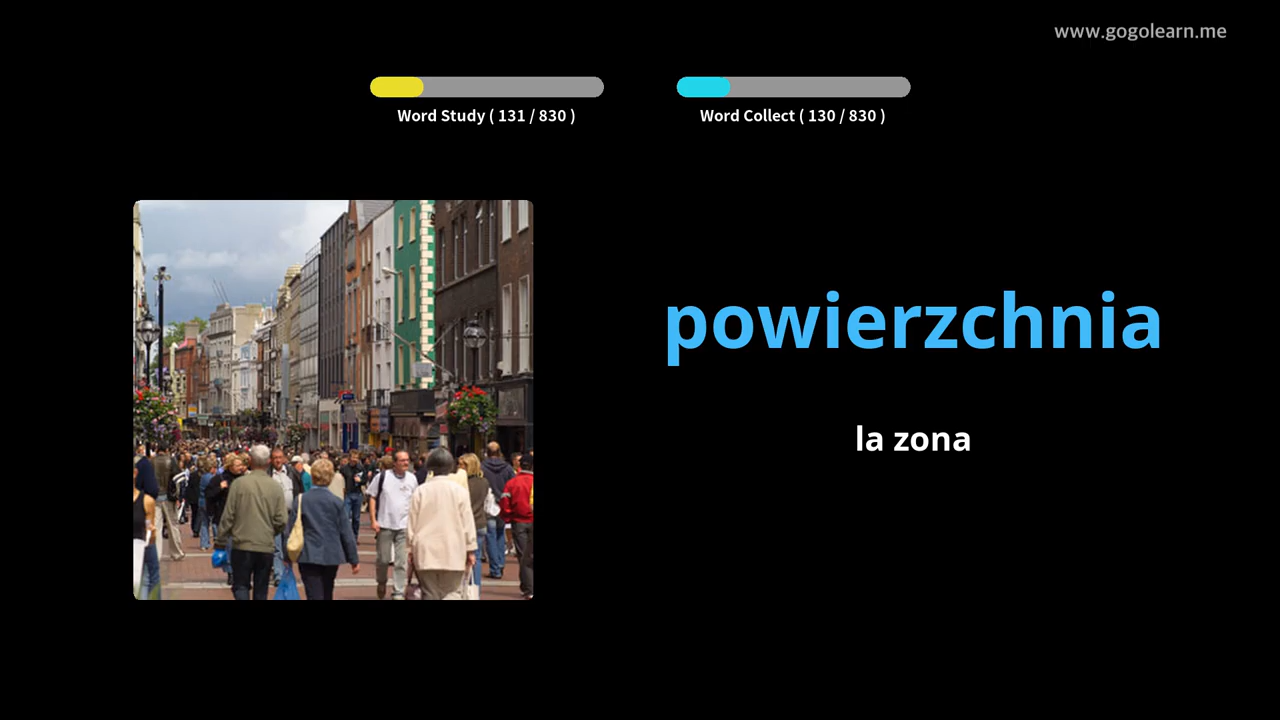 www.gogolearn.me
Word Study ( 131 / 830 )
Word Collect ( 130 / 830 )
powierzchnia
la zona